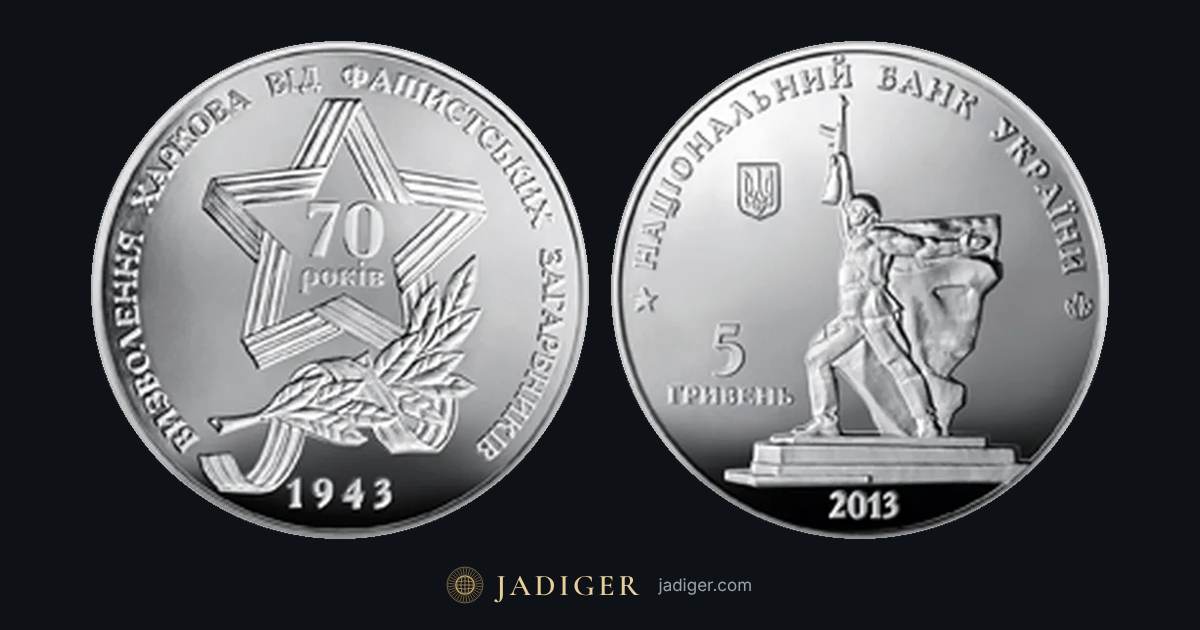 ВИЗВОЛЕННЯ ХАРКОВА ВІД ФАШИСТСЬКИХ ЗАГАРБНИКІВ
70
років
1943
НАЦІОНАЛЬНИЙ БАНК УКРАЇНИ
5
ГРИВЕНЬ
2013
JADIGER jadiger.com